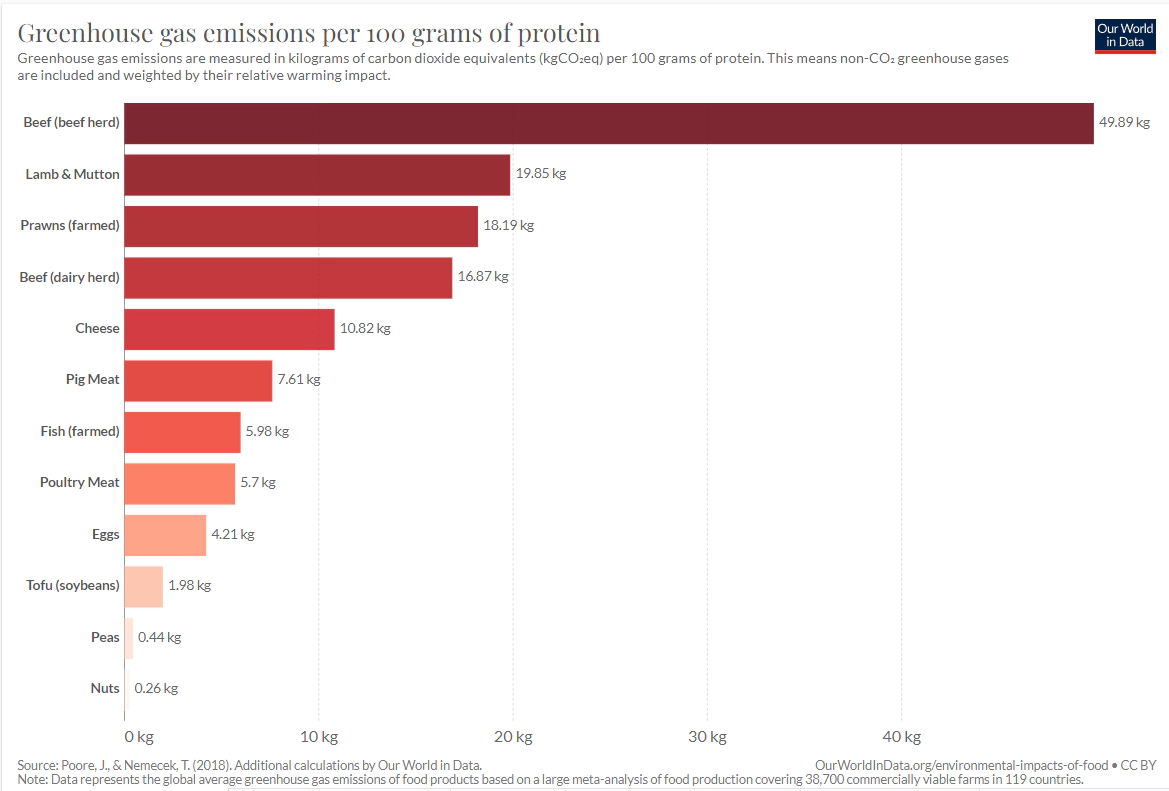 Greenhouse gas emissions per 100 grams of protein
Our World
in Data
Greenhouse gas emissions are measured in kilograms of carbon dioxide equivalents (kgCO₂eq) per 100 grams of protein. This means non-CO₂ greenhouse gases
are included and weighted by their relative warming impact.
Beef (beef herd) 49.89 kg
Lamb & Mutton 19.85 kg
Prawns (farmed) 18.19 kg
Beef (dairy herd) 16.87 kg
Cheese 10.82 kg
Pig Meat 7.61 kg
Fish (farmed) 5.98 kg
Poultry Meat 5.7 kg
Eggs 4.21 kg
Tofu (soybeans) 1.98 kg
Peas 0.44 kg
Nuts 0.26 kg
0 kg 10 kg 20 kg 30 kg 40 kg
Source: Poore, J., & Nemecek, T. (2018). Additional calculations by Our World in Data. OurWorldInData.org/environmental-impacts-of-food • CC BY
Note: Data represents the global average greenhouse gas emissions of food products based on a large meta-analysis of food production covering 38,700 commercially viable farms in 119 countries.